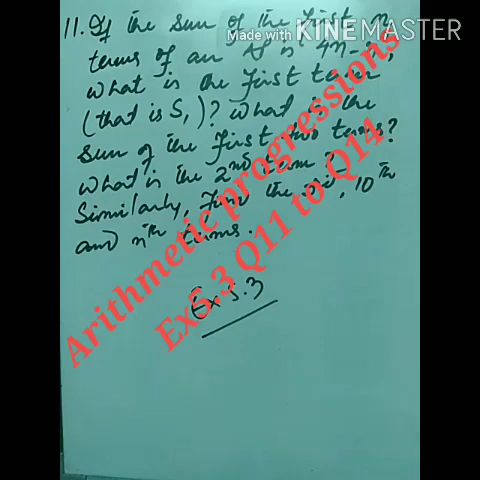 Made with KINEMASTER
11. If the sum of the first n
terms of an AP is 4n -
what is the first term
(that is S1)? What is the
sum of the first two terms?
What is the 2nd term?
Similarly, find the 3rd, 10th
and nth terms.
Ex 5.3
Arithmetic progressions
Ex5.3 Q11 to Q14